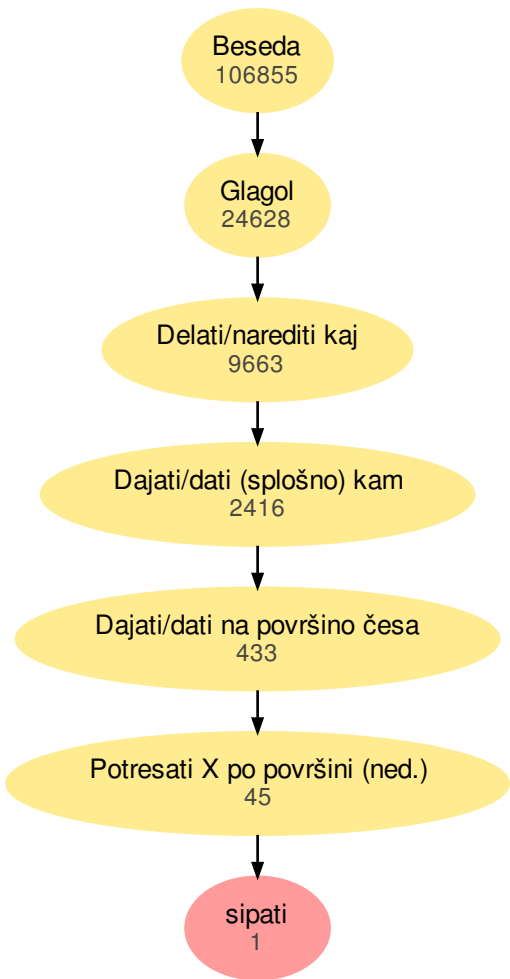 Beseda
106855
Glagol
24628
Delati/narediti kaj
9663
Dajati/dati (splošno) kam
2416
Dajati/dati na površino česa
433
Potresati X po površini (ned.)
45
sipati
1